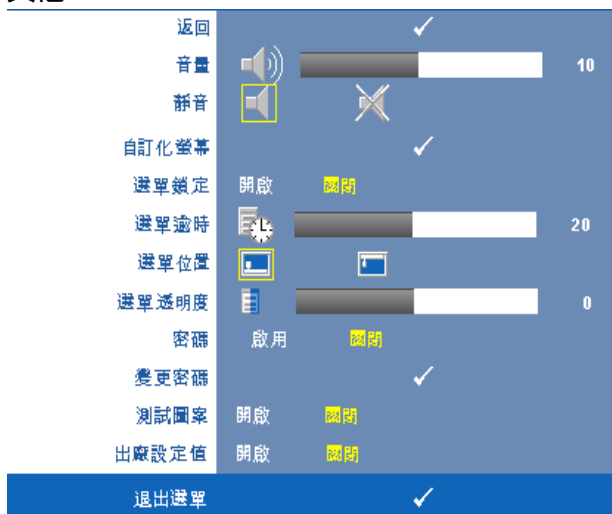 返回
音量 10
靜音
自訂化螢幕
選單鎖定 開啟 關閉
選單逾時 20
選單位置
選單透明度 0
密碼 啟用 關閉
變更密碼
測試圖案 開啟 關閉
出廠設定值 開啟 關閉
退出選單